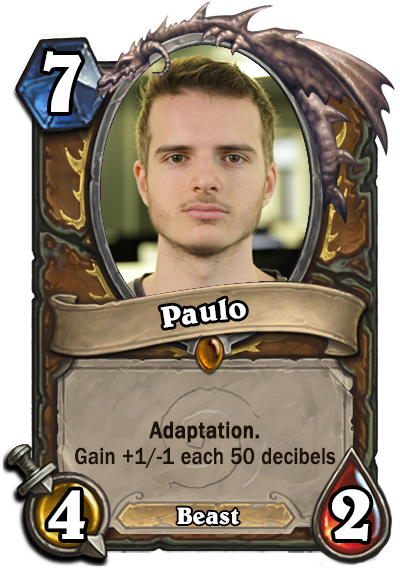 7
Paulo
Adaptation.
Gain +1/-1 each 50 decibels
4
Beast
2